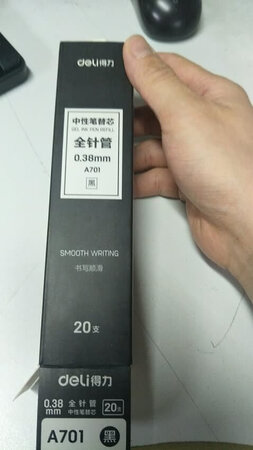 deli得力
中性笔替芯
GEL INK PEN REFILL
全针管
0.38mm
A701
黑
SMOOTH WRITING
书写顺滑
20支
deli得力
0.38 全针管 20支
mm 中性笔替芯
A701 黑